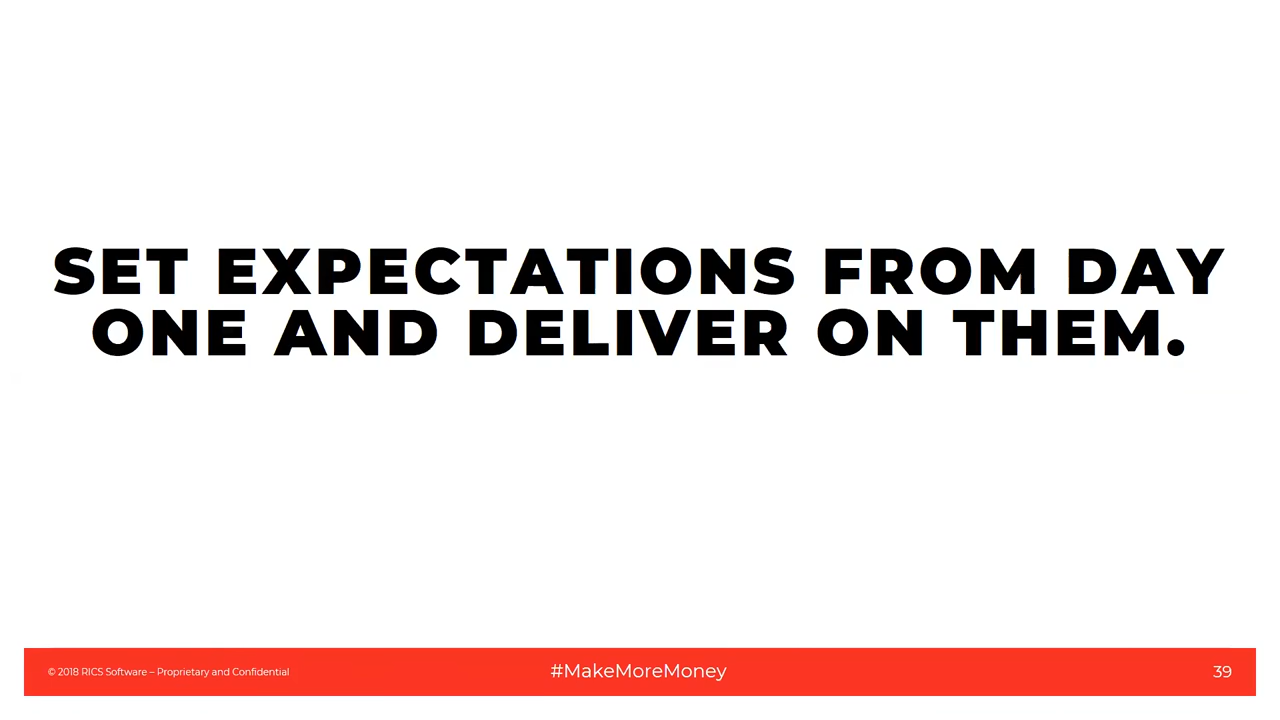 SET EXPECTATIONS FROM DAY
ONE AND DELIVER ON THEM.
© 2018 RICS Software – Proprietary and Confidential
#MakeMoreMoney
39